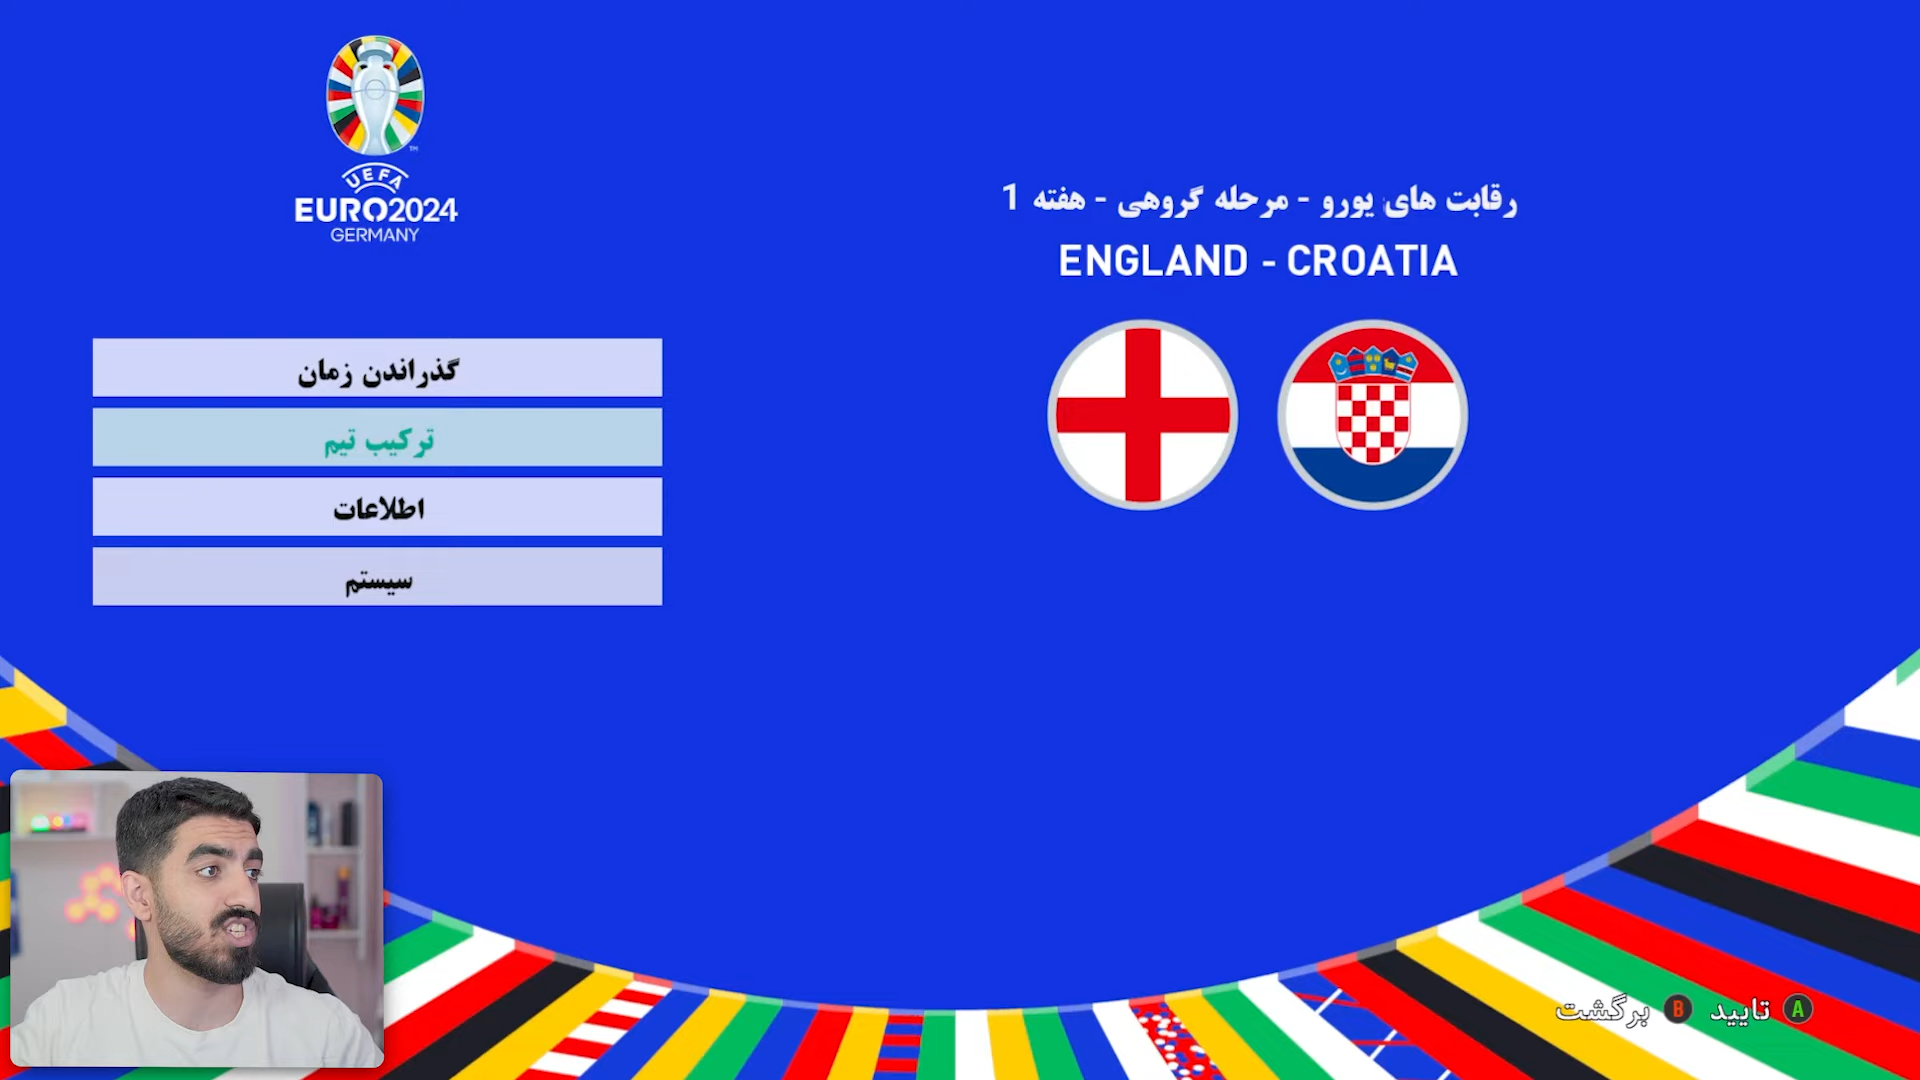 UEFA
EURO2024
GERMANY
رقابت های یورو - مرحله گروهی - هفته 1
ENGLAND - CROATIA
گذراندن زمان
ترکیب تیم
اطلاعات
سیستم
A تایید B برگشت